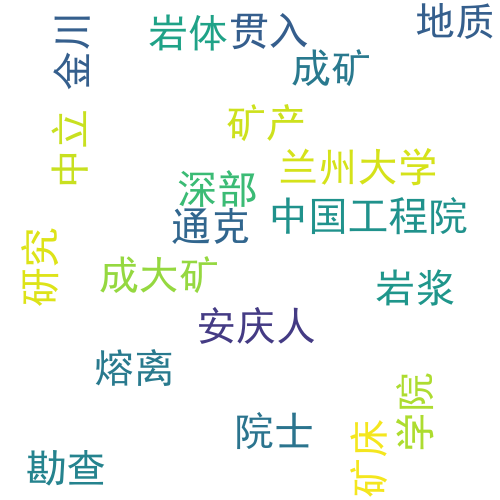 地质
岩体
贯入
金川
成矿
矿产
中立
兰州大学
深部
中国工程院
通克
研究
成大矿
岩浆
安庆人
熔离
学院
院士
矿床
勘查